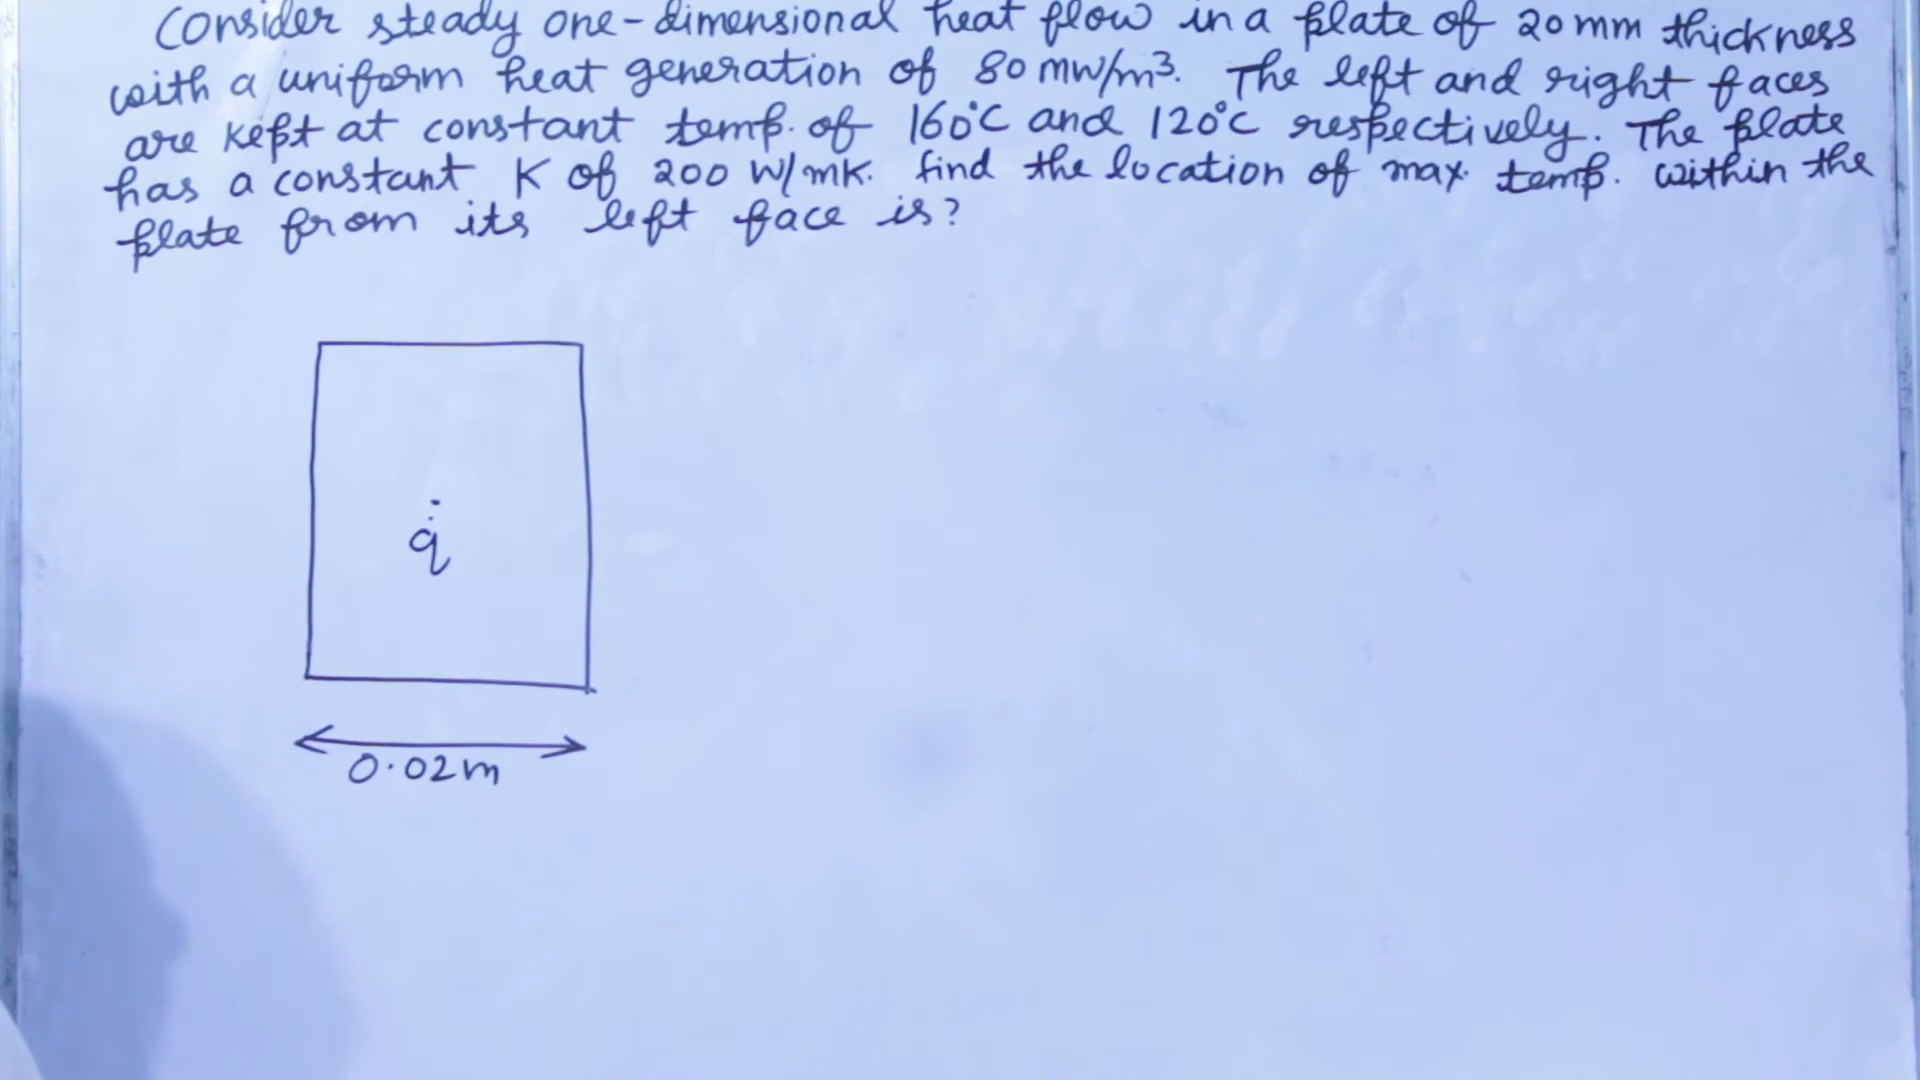 Consider steady one-dimensional heat flow in a plate of 20 mm thickness
with a uniform heat generation of 80 mw/m³. The left and right faces
are kept at constant temp. of 160°C and 120°C respectively. The plate
has a constant K of 200 W/mK. find the location of max. temp. within the
plate from its left face is?
q̇
0.02m